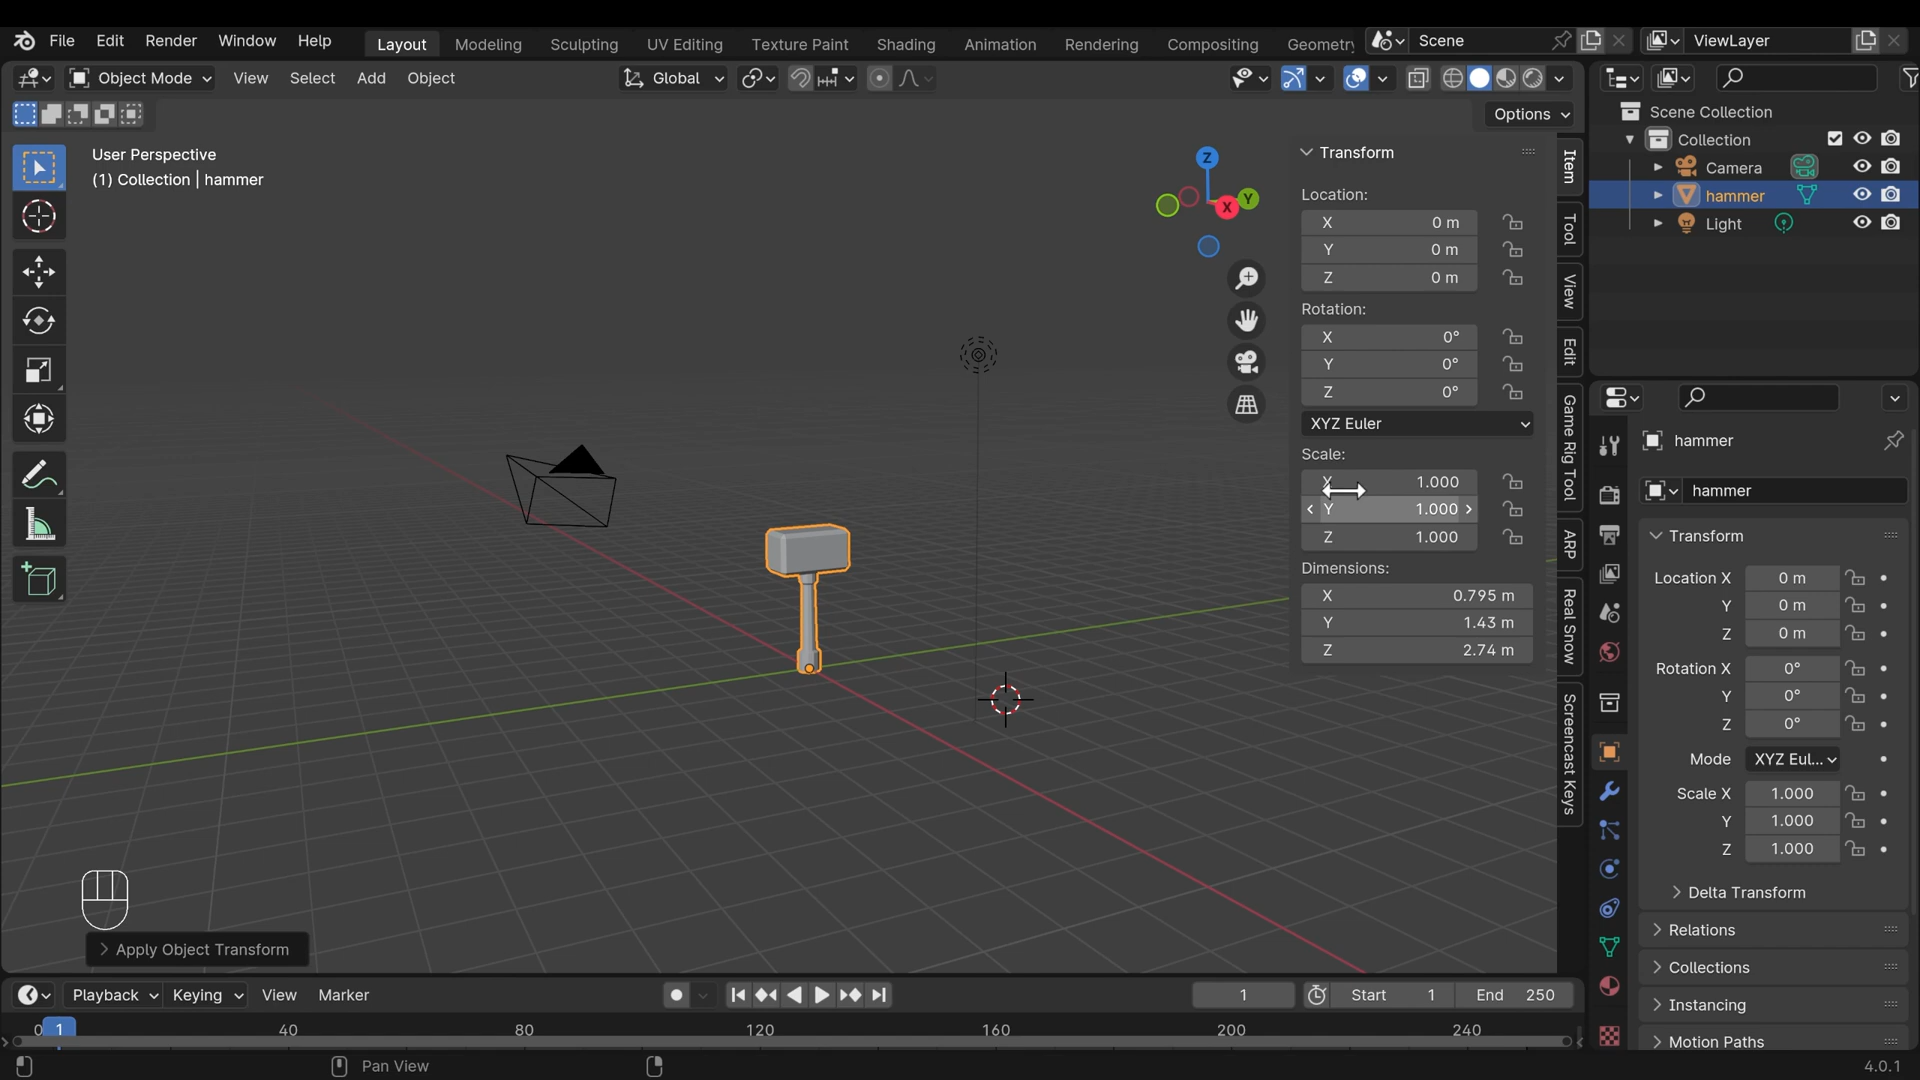 File Edit Render Window Help Layout Modeling Sculpting UV Editing Texture Paint Shading Animation Rendering Compositing Geometry Scene ViewLayer
Object Mode View Select Add Object Global
Options
User Perspective
(1) Collection | hammer
Z
Y
X
Transform
Location:
X 0 m
Y 0 m
Z 0 m
Rotation:
X 0°
Y 0°
Z 0°
XYZ Euler
Scale:
X 1.000
Y 1.000
Z 1.000
Dimensions:
X 0.795 m
Y 1.43 m
Z 2.74 m
Item
Tool
View
Edit
Game Rig Tool
ARP
Real Snow
Screencast Keys
Scene Collection
Collection
Camera
hammer
Light
hammer
hammer
Transform
Location X 0 m
Y 0 m
Z 0 m
Rotation X 0°
Y 0°
Z 0°
Mode XYZ Eul...
Scale X 1.000
Y 1.000
Z 1.000
Delta Transform
Relations
Collections
Instancing
Motion Paths
Apply Object Transform
Playback Keying View Marker 1 Start 1 End 250
0 1 40 80 120 160 200 240
Pan View 4.0.1